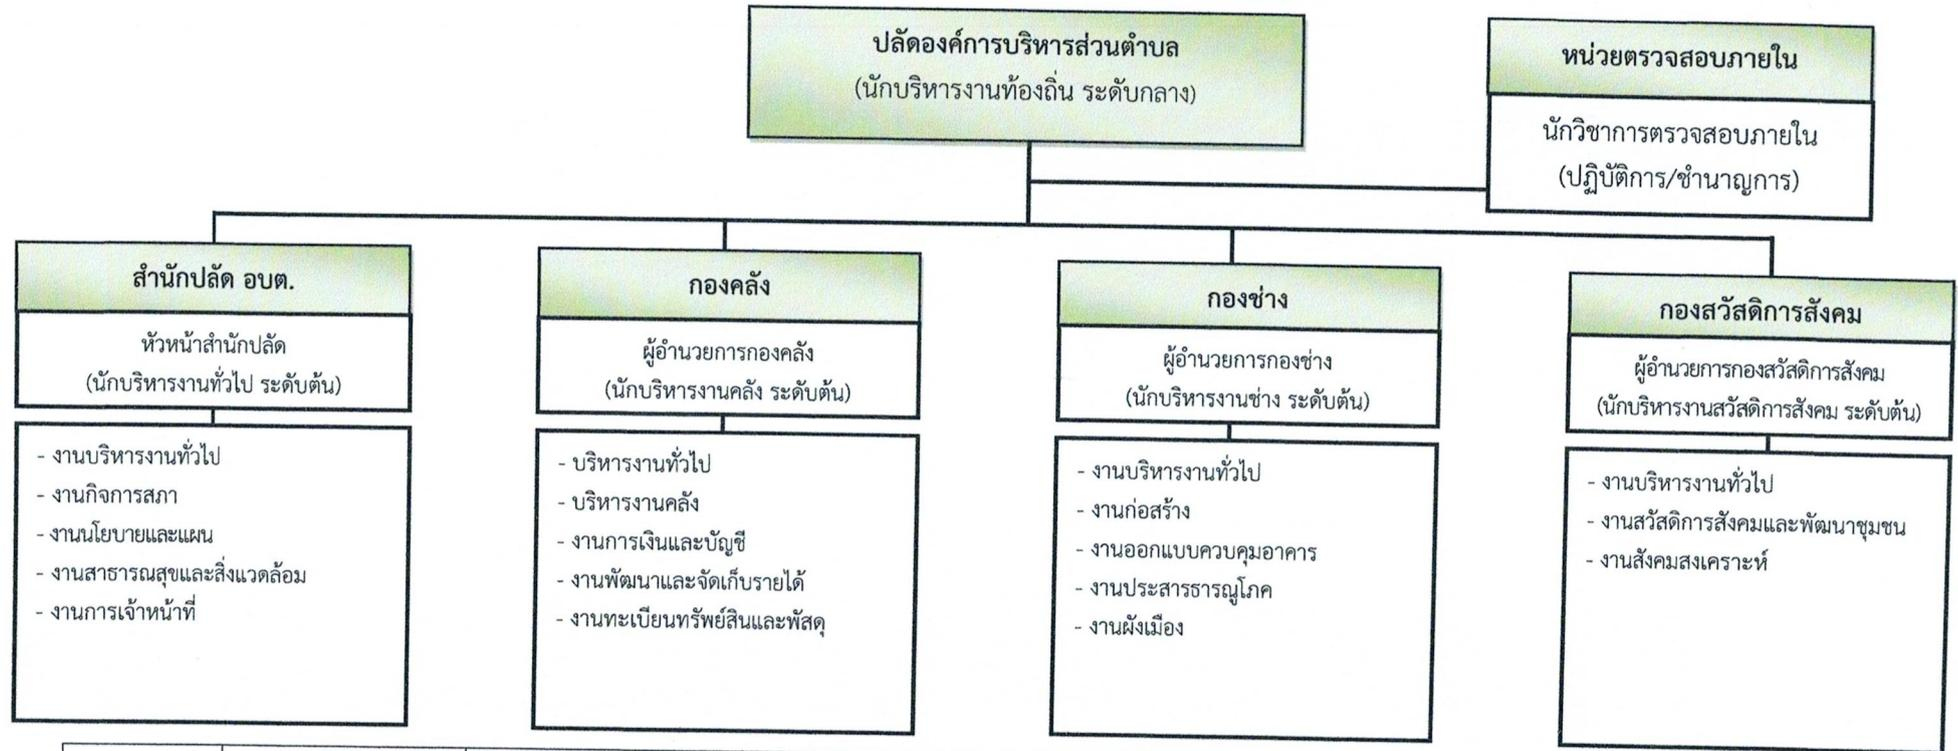 ปลัดองค์การบริหารส่วนตำบล
(นักบริหารงานท้องถิ่น ระดับกลาง)
หน่วยตรวจสอบภายใน
นักวิชาการตรวจสอบภายใน
(ปฏิบัติการ/ชำนาญการ)
สำนักปลัด อบต.
หัวหน้าสำนักปลัด
(นักบริหารงานทั่วไป ระดับต้น)
- งานบริหารงานทั่วไป
- งานกิจการสภา
- งานนโยบายและแผน
- งานสาธารณสุขและสิ่งแวดล้อม
- งานการเจ้าหน้าที่
กองคลัง
ผู้อำนวยการกองคลัง
(นักบริหารงานคลัง ระดับต้น)
- บริหารงานทั่วไป
- บริหารงานคลัง
- งานการเงินและบัญชี
- งานพัฒนาและจัดเก็บรายได้
- งานทะเบียนทรัพย์สินและพัสดุ
กองช่าง
ผู้อำนวยการกองช่าง
(นักบริหารงานช่าง ระดับต้น)
- งานบริหารงานทั่วไป
- งานก่อสร้าง
- งานออกแบบควบคุมอาคาร
- งานประสารธารณูโภค
- งานผังเมือง
กองสวัสดิการสังคม
ผู้อำนวยการกองสวัสดิการสังคม
(นักบริหารงานสวัสดิการสังคม ระดับต้น)
- งานบริหารงานทั่วไป
- งานสวัสดิการสังคมและพัฒนาชุมชน
- งานสังคมสงเคราะห์